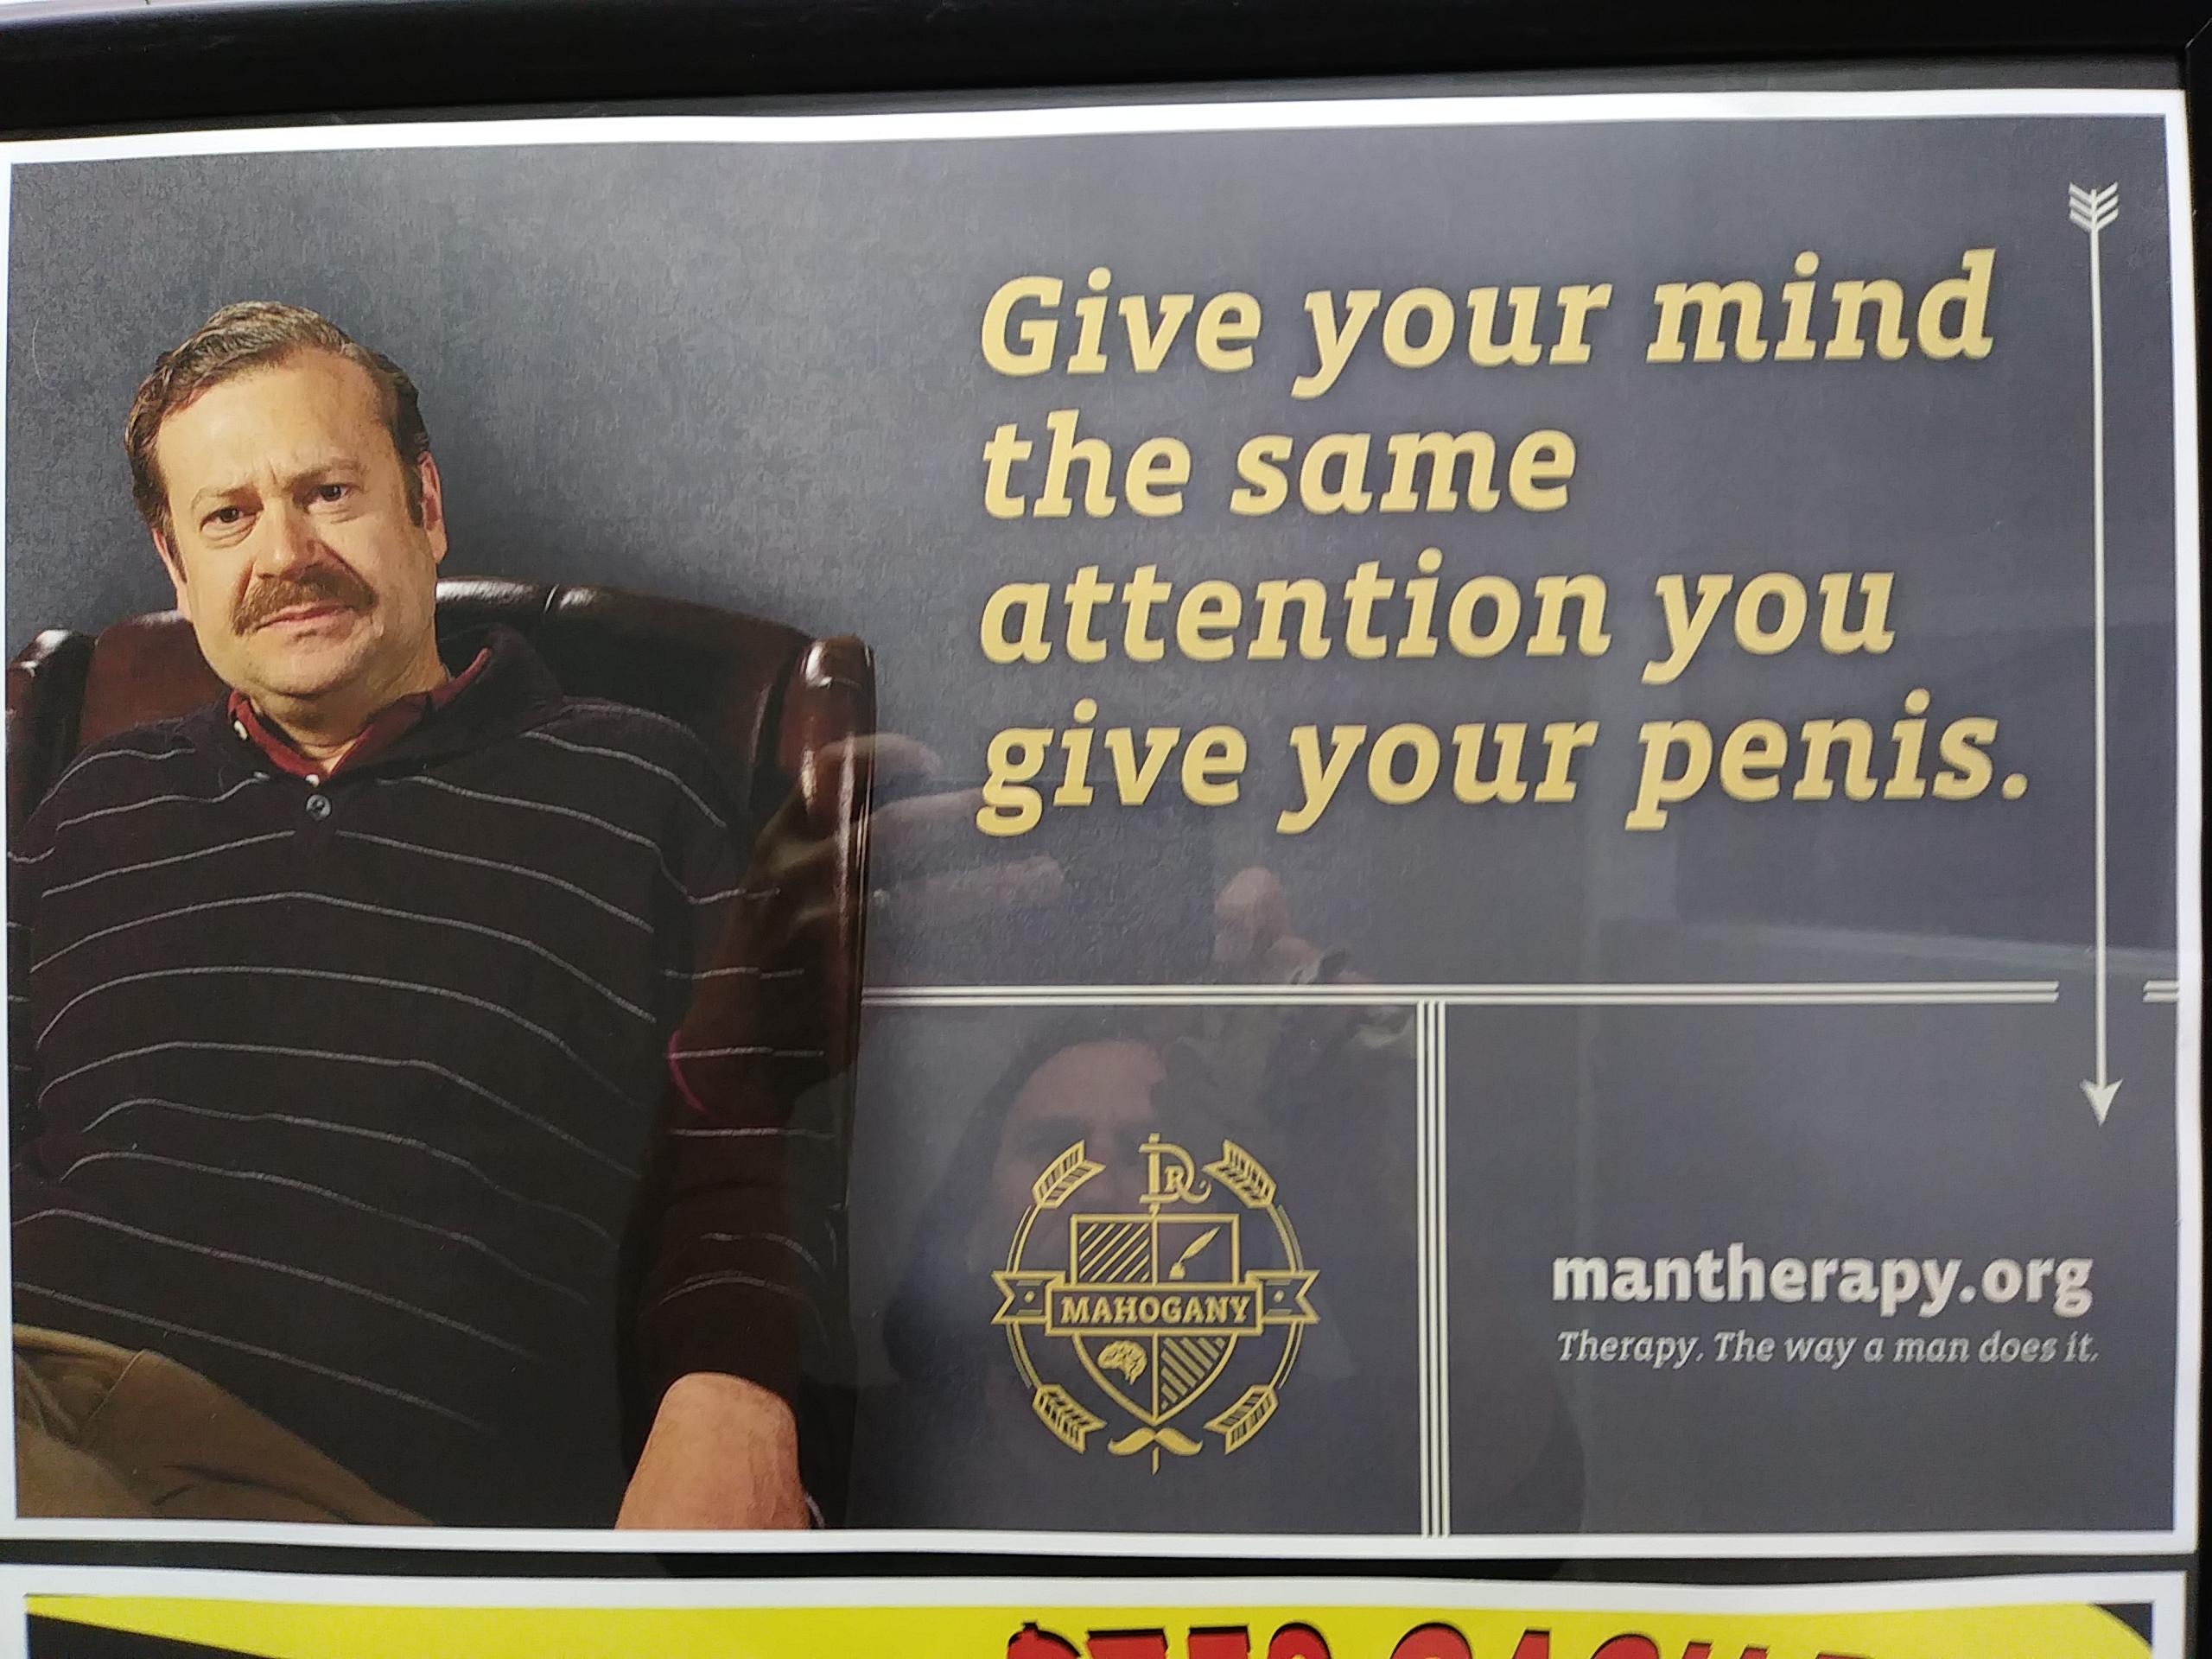 Give your mind
the same
attention you
give your penis.
DR.
MAHOGANY
mantherapy.org
Therapy. The way a man does it.